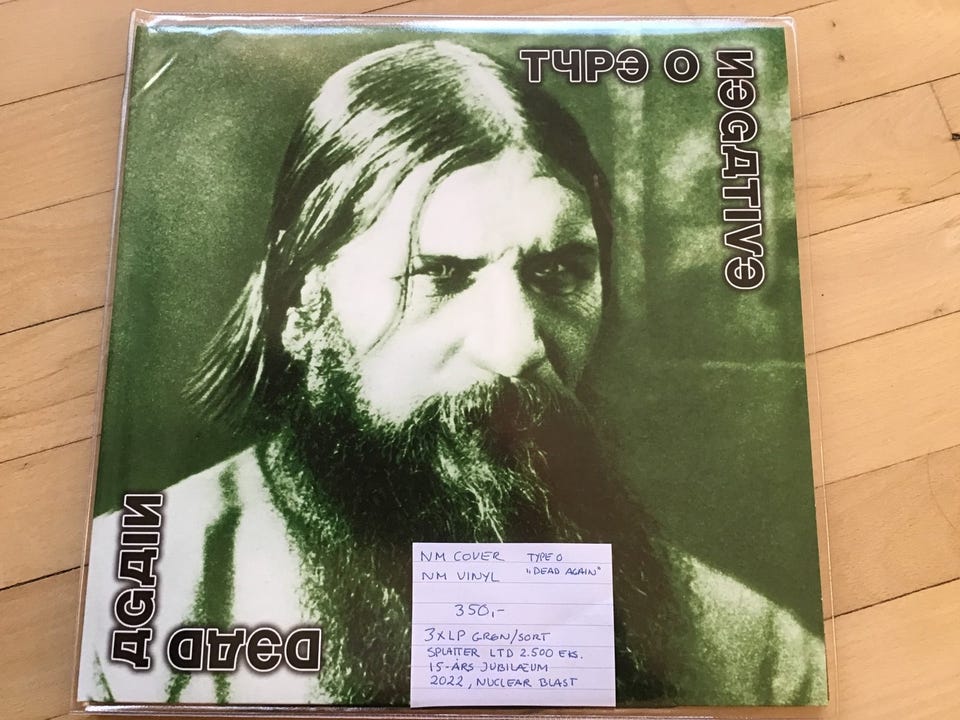 TYPE O
NEGATIVE
DEAD
AGAIN
NM COVER TYPE O
NM VINYL "DEAD AGAIN"
350,-
3xLP GRØN/SORT
SPLATTER LTD 2.500 EKS.
15-ÅRS JUBILÆUM
2022, NUCLEAR BLAST